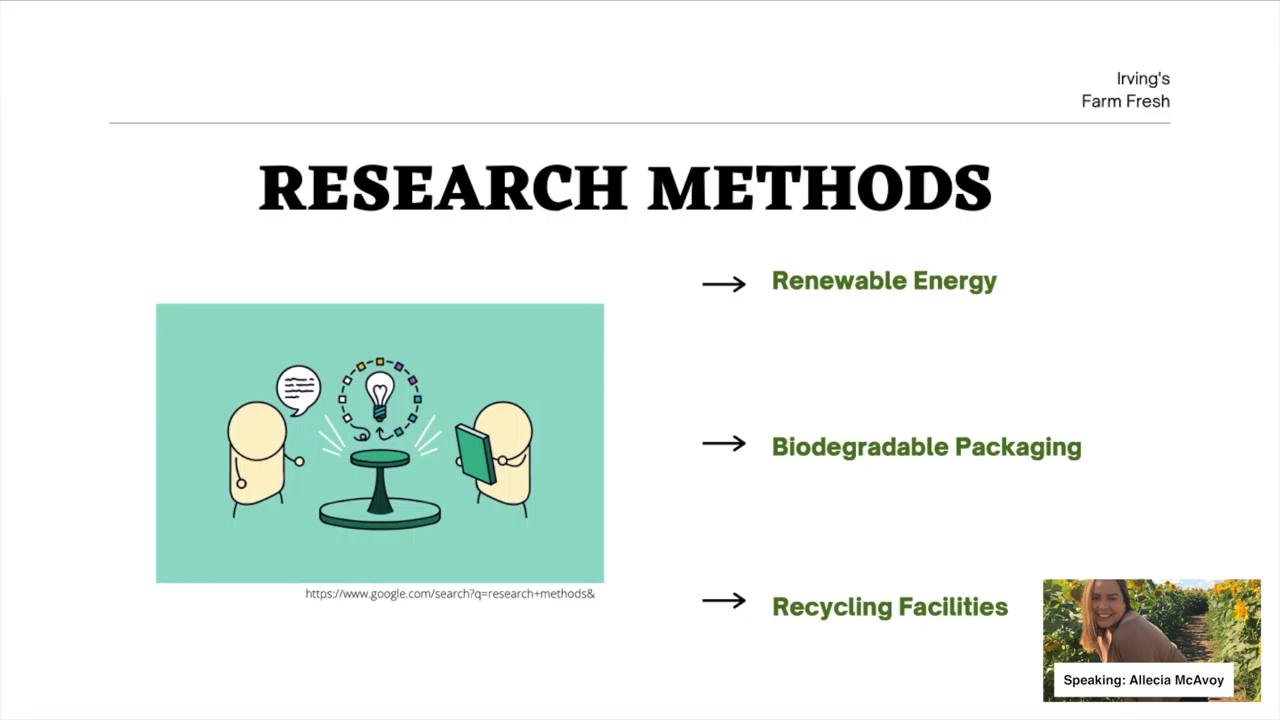 Irving's
Farm Fresh
RESEARCH METHODS
Renewable Energy
Biodegradable Packaging
https://www.google.com/search?q=research+methods&
Recycling Facilities
Speaking: Allecia McAvoy